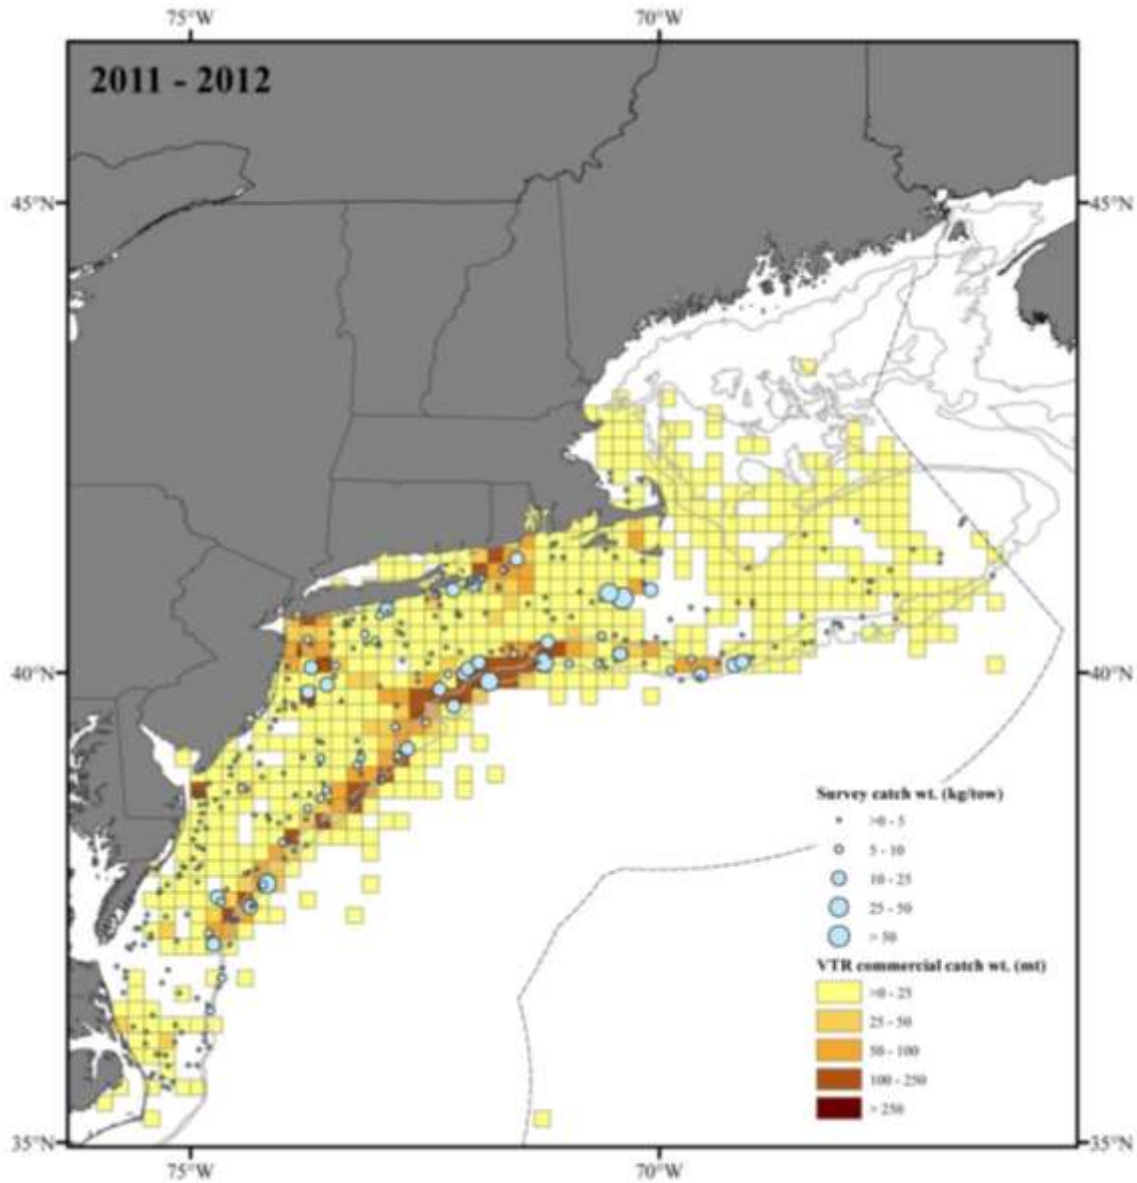 75°W 70°W
2011 - 2012
45°N 45°N
40°N 40°N
Survey catch wt. (kg/tow)
>0 - 5
5 - 10
10 - 25
25 - 50
> 50
VTR commercial catch wt. (mt)
>0 - 25
25 - 50
50 - 100
100 - 250
> 250
35°N 35°N
75°W 70°W